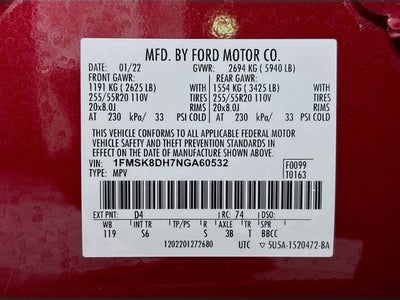 MFD. BY FORD MOTOR CO.
DATE: 01/22 GVWR: 2694 KG ( 5940 LB)
FRONT GAWR: REAR GAWR:
1191 KG ( 2625 LB) WITH 1554 KG ( 3425 LB) WITH
255/55R20 110V TIRES 255/55R20 110V TIRES
20x8.0J RIMS 20x8.0J RIMS
AT 230 kPa/ 33 PSI COLD AT 230 kPa/ 33 PSI COLD
THIS VEHICLE CONFORMS TO ALL APPLICABLE FEDERAL MOTOR
VEHICLE SAFETY AND BUMPER STANDARDS IN EFFECT ON THE DATE OF
MANUFACTURE SHOWN ABOVE.
VIN: 1FMSK8DH7NGA60532 F0099
TYPE: MPV T0163
EXT PNT: D4 RC: 74 DSO:
WB INT TR TP/PS R AXLE TR SPR
119 S6 S 3B T BBCC
1202201272680 UTC SU5A-1520472-BA